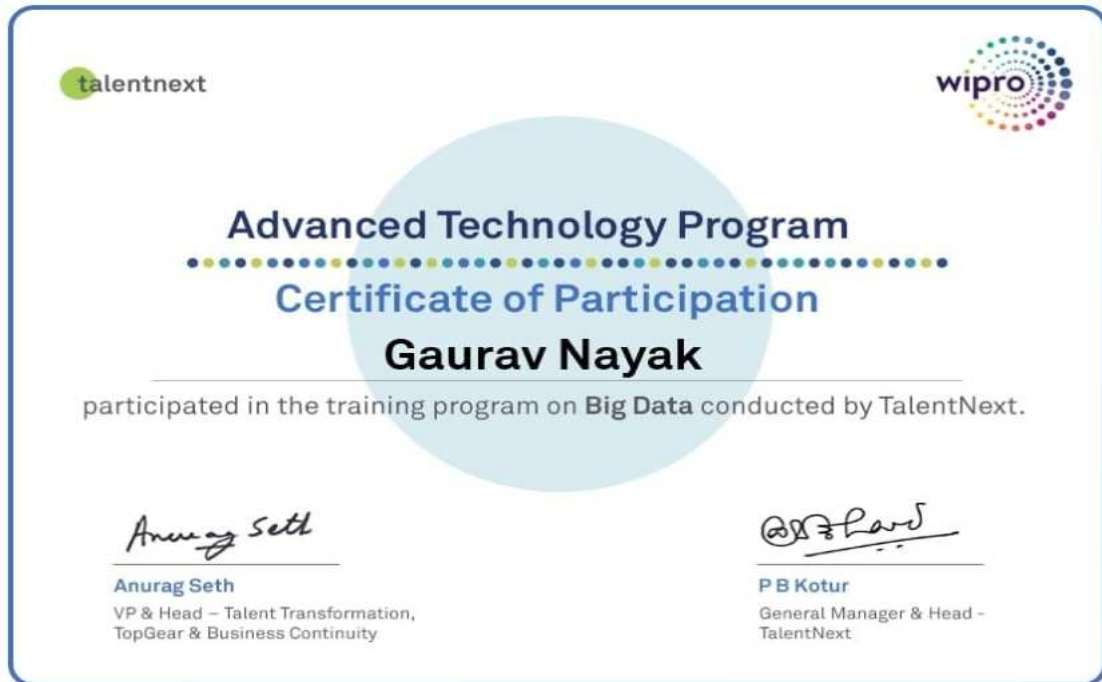 talentnext
wipro
Advanced Technology Program
Certificate of Participation
Gaurav Nayak
participated in the training program on Big Data conducted by TalentNext.
Anurag Seth
Anurag Seth
VP & Head – Talent Transformation,
TopGear & Business Continuity
P B Kotur
General Manager & Head -
TalentNext